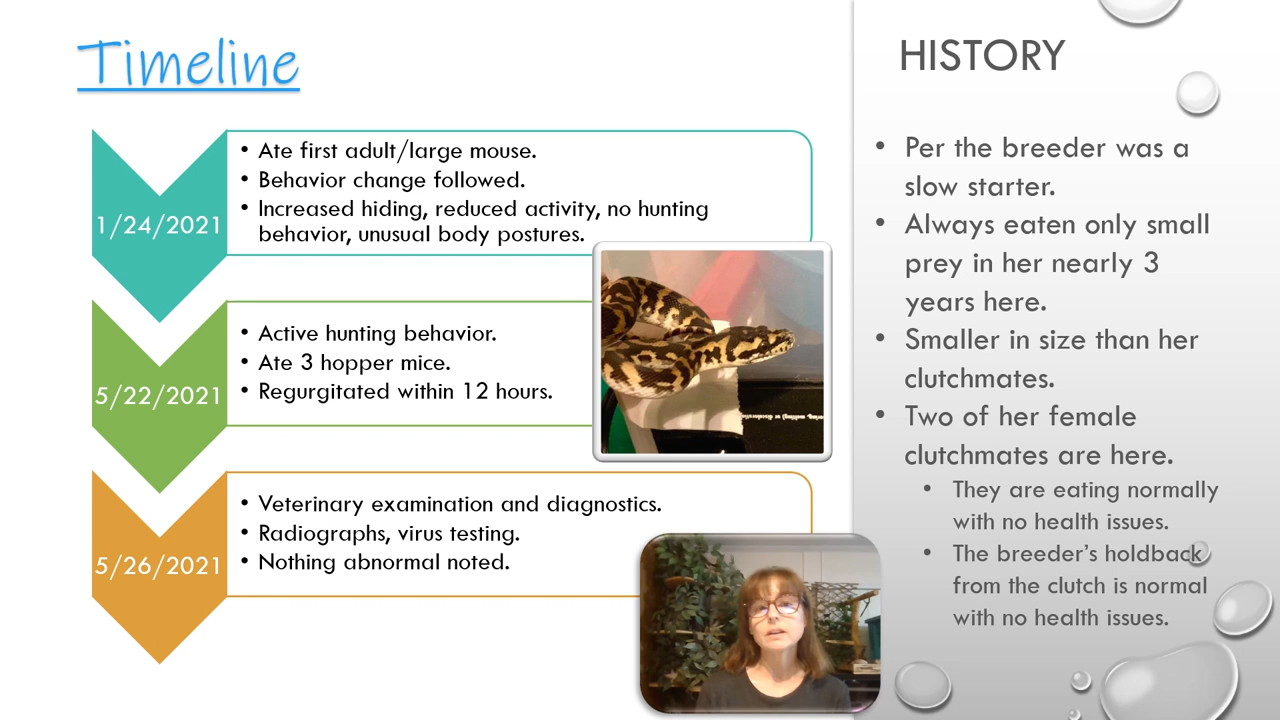 Timeline
1/24/2021
• Ate first adult/large mouse.
• Behavior change followed.
• Increased hiding, reduced activity, no hunting
behavior, unusual body postures.
5/22/2021
• Active hunting behavior.
• Ate 3 hopper mice.
• Regurgitated within 12 hours.
5/26/2021
• Veterinary examination and diagnostics.
• Radiographs, virus testing.
• Nothing abnormal noted.
HISTORY
• Per the breeder was a
slow starter.
• Always eaten only small
prey in her nearly 3
years here.
• Smaller in size than her
clutchmates.
• Two of her female
clutchmates are here.
• They are eating normally
with no health issues.
• The breeder’s holdback
from the clutch is normal
with no health issues.